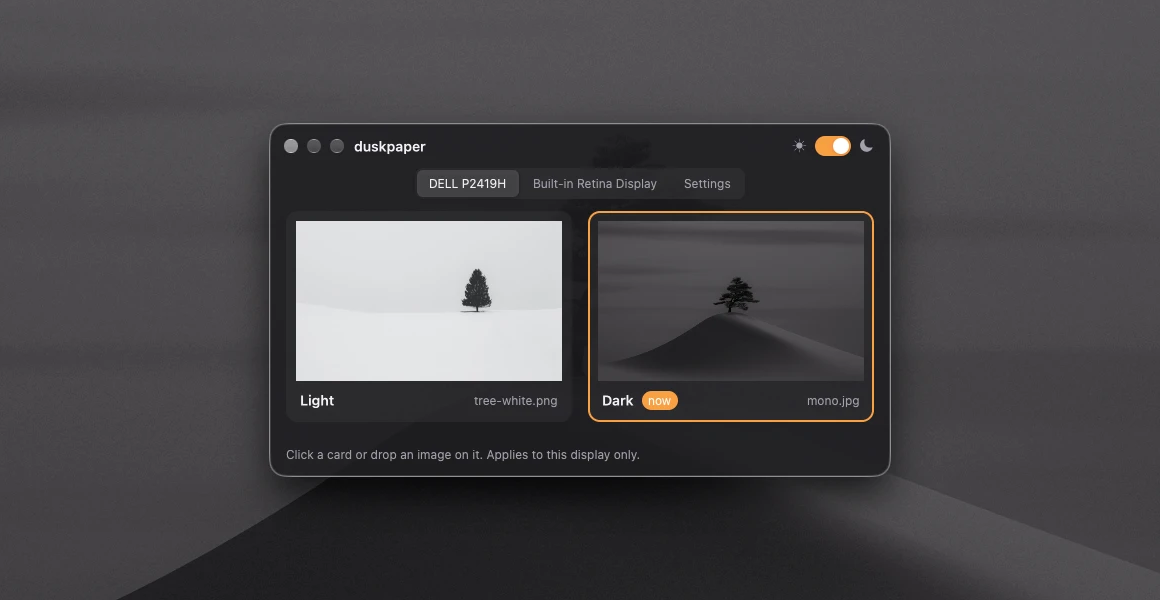 duskpaper
DELL P2419H Built-in Retina Display Settings
Light tree-white.png
Dark now mono.jpg
Click a card or drop an image on it. Applies to this display only.